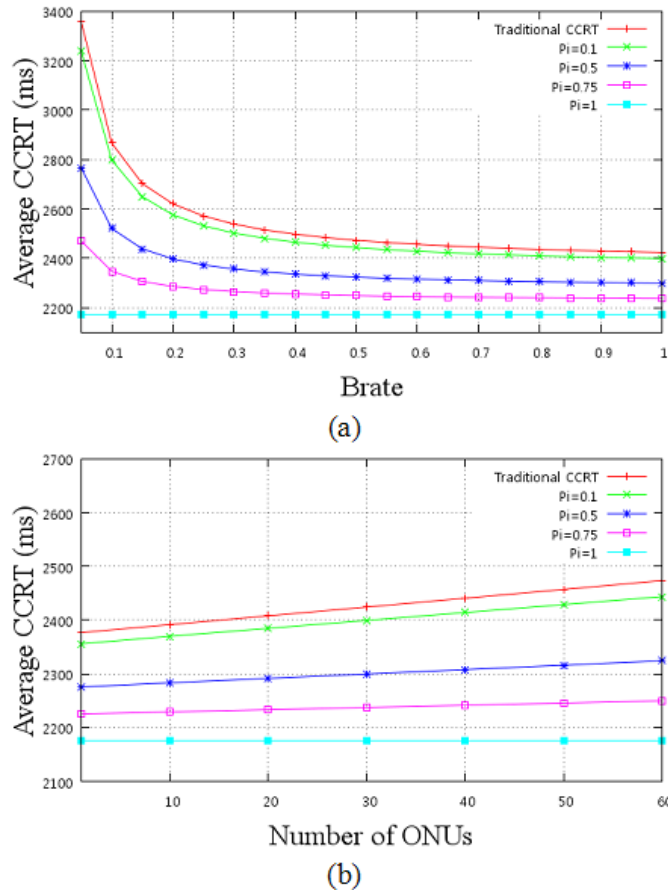 3400
3200
3000
2800
2600
2400
2200
Average CCRT (ms)
Traditional CCRT
Pi=0.1
Pi=0.5
Pi=0.75
Pi=1
0.1 0.2 0.3 0.4 0.5 0.6 0.7 0.8 0.9 1
Brate
(a)
2700
2600
2500
2400
2300
2200
2100
Average CCRT (ms)
Traditional CCRT
Pi=0.1
Pi=0.5
Pi=0.75
Pi=1
10 20 30 40 50 60
Number of ONUs
(b)